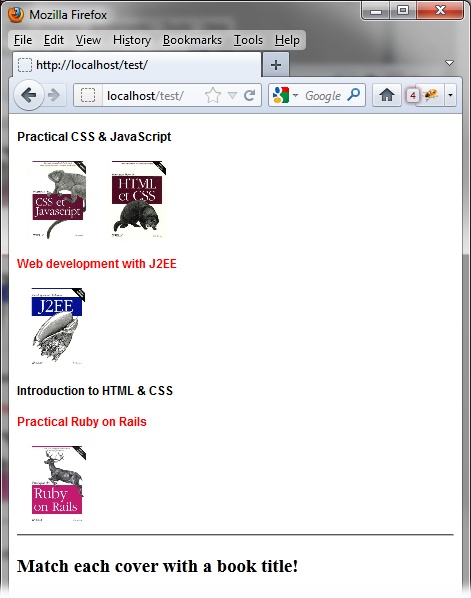 Mozilla Firefox
File Edit View History Bookmarks Tools Help
http://localhost/test/
localhost/test/
Google
4
Practical CSS & JavaScript
CSS et
Javascript
HTML
et CSS
Web development with J2EE
J2EE
Introduction to HTML & CSS
Practical Ruby on Rails
Ruby
on Rails
Match each cover with a book title!